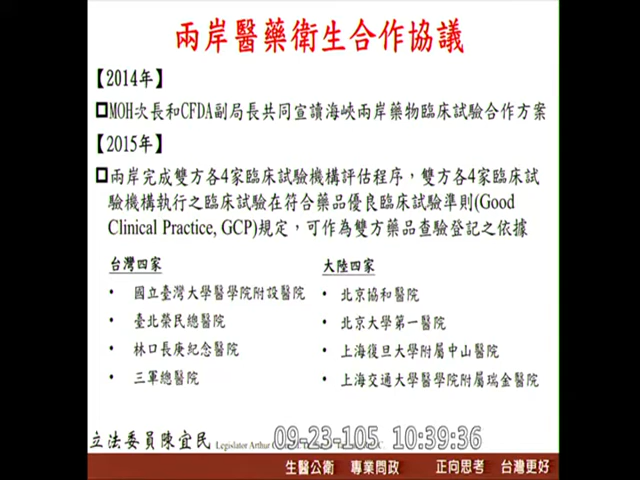 兩岸醫藥衛生合作協議
【2014年】
MOH次長和CFDA副局長共同宣讀海峽兩岸藥物臨床試驗合作方案
【2015年】
兩岸完成雙方各4家臨床試驗機構評估程序，雙方各4家臨床試
驗機構執行之臨床試驗在符合藥品優良臨床試驗準則(Good
Clinical Practice, GCP)規定，可作為雙方藥品查驗登記之依據
台灣四家
• 國立臺灣大學醫學院附設醫院
• 臺北榮民總醫院
• 林口長庚紀念醫院
• 三軍總醫院
大陸四家
• 北京協和醫院
• 北京大學第一醫院
• 上海復旦大學附屬中山醫院
• 上海交通大學醫學院附屬瑞金醫院
立法委員陳宜民 Legislator Arthur
09-23-105 10:39:36
生醫公衛 專業問政 正向思考 台灣更好